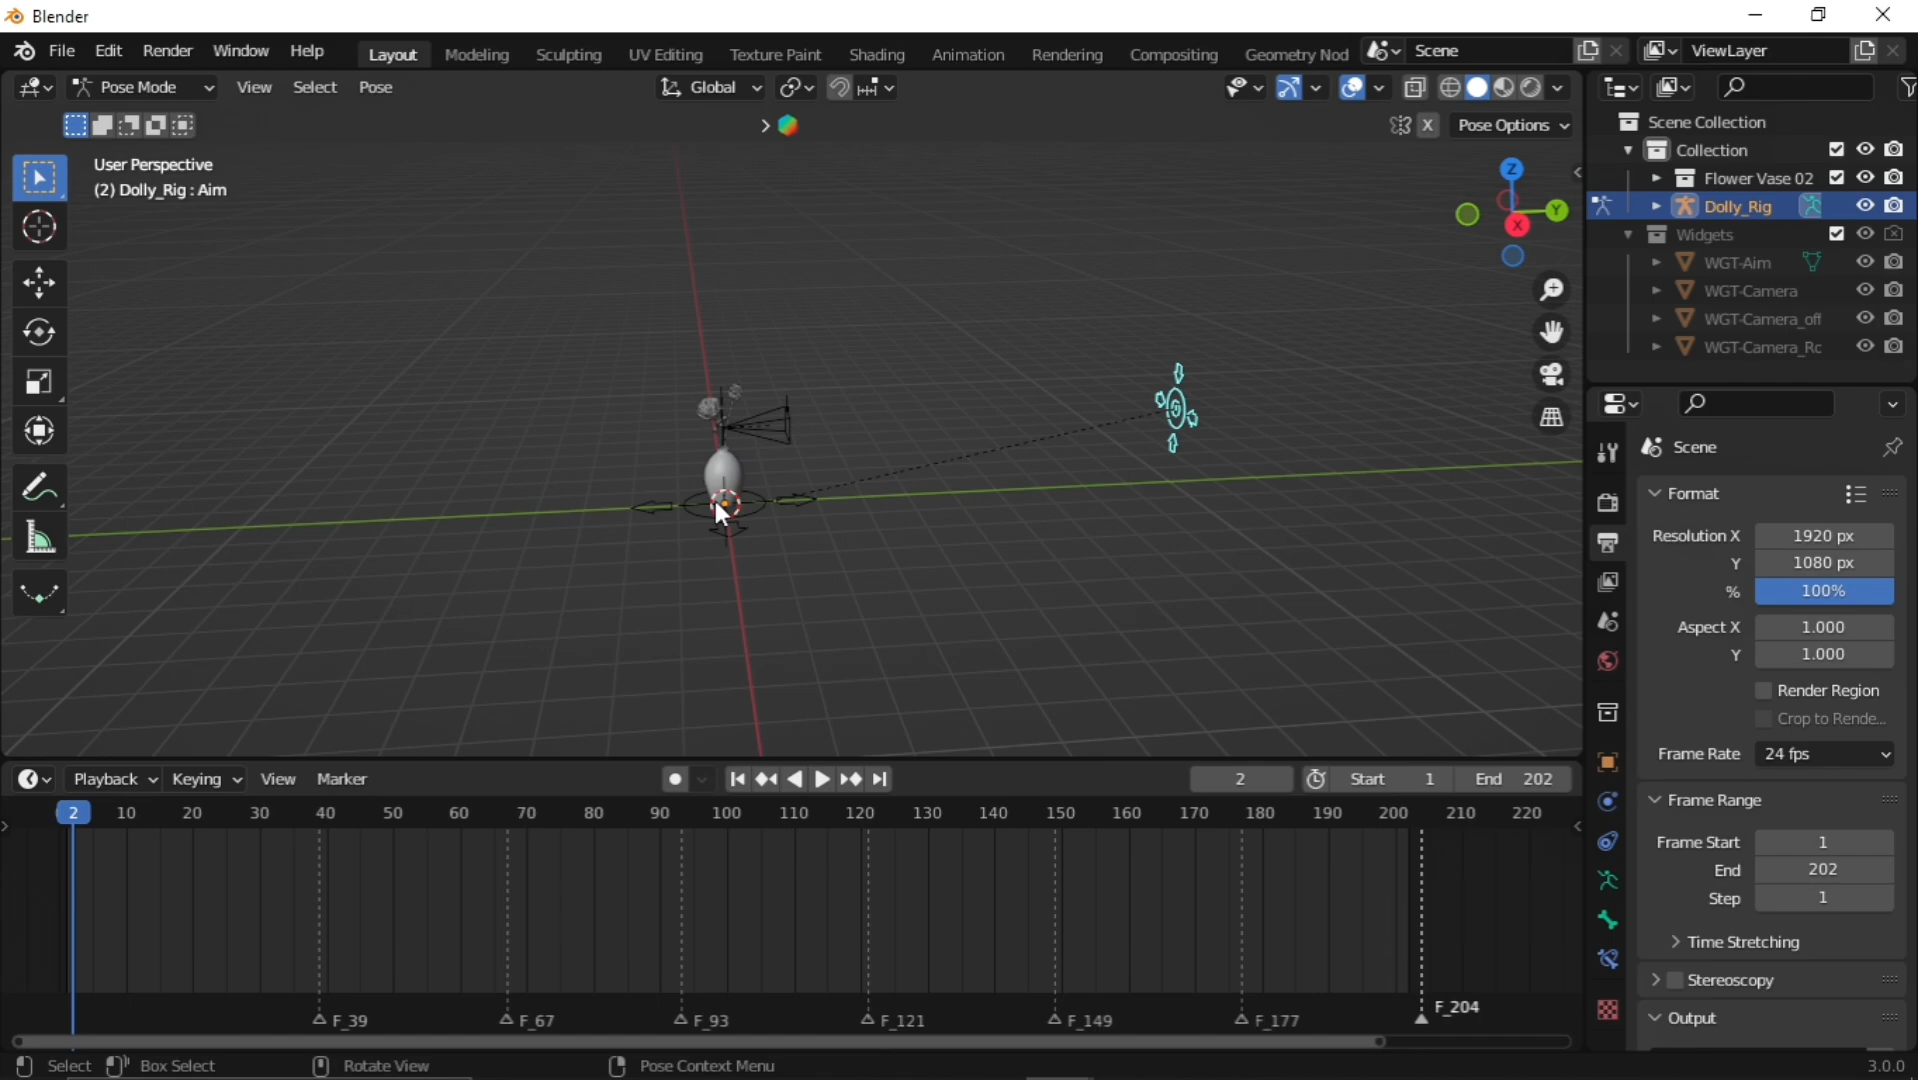 Blender
File Edit Render Window Help Layout Modeling Sculpting UV Editing Texture Paint Shading Animation Rendering Compositing Geometry Nod Scene ViewLayer
Pose Mode View Select Pose Global
X Pose Options
User Perspective
(2) Dolly_Rig : Aim
Z
Y
X
Scene Collection
Collection
Flower Vase 02
Dolly_Rig
Widgets
WGT-Aim
WGT-Camera
WGT-Camera_off
WGT-Camera_Rc
Scene
Format
Resolution X 1920 px
Y 1080 px
% 100%
Aspect X 1.000
Y 1.000
Render Region
Crop to Rende...
Frame Rate 24 fps
Frame Range
Frame Start 1
End 202
Step 1
Time Stretching
Stereoscopy
Output
Playback Keying View Marker 2 Start 1 End 202
2 10 20 30 40 50 60 70 80 90 100 110 120 130 140 150 160 170 180 190 200 210 220
F_39 F_67 F_93 F_121 F_149 F_177 F_204
Select Box Select Rotate View Pose Context Menu 3.0.0